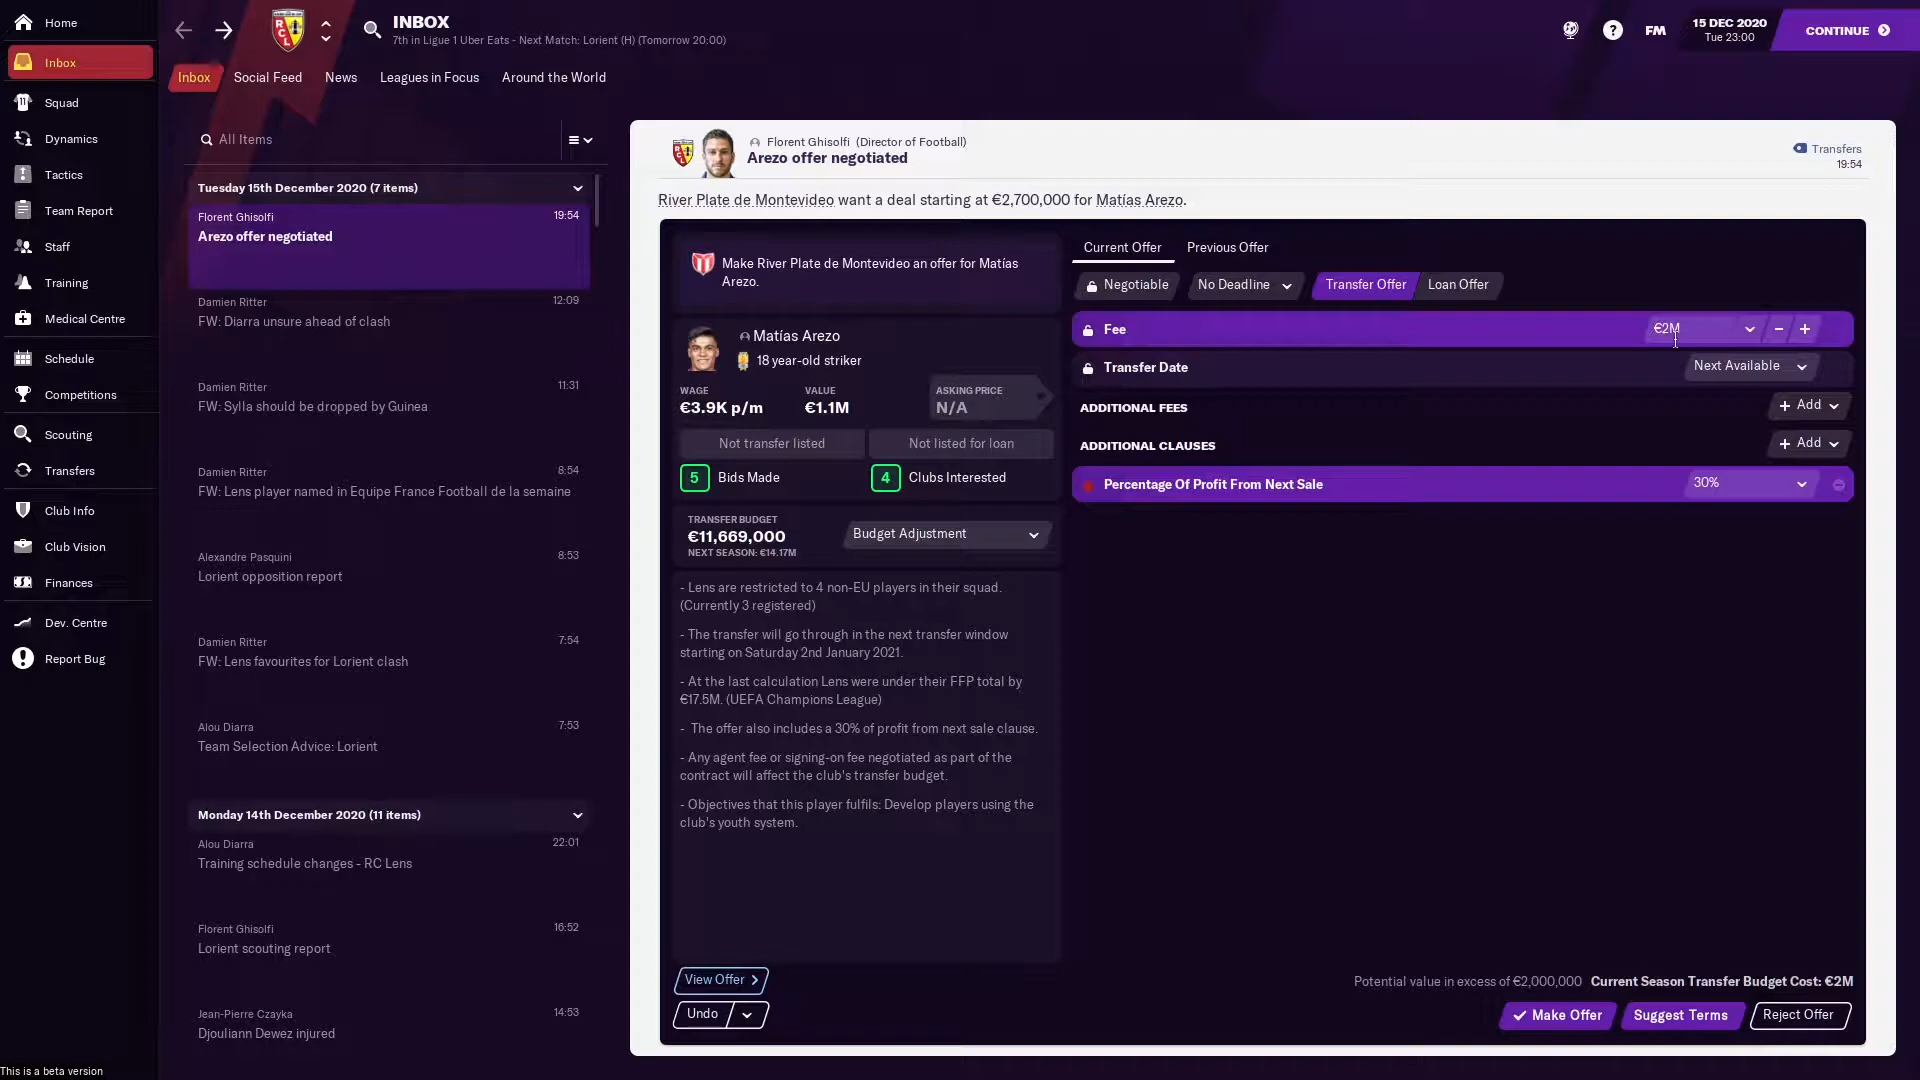 Home
Inbox
Squad
Dynamics
Tactics
Team Report
Staff
Training
Medical Centre
Schedule
Competitions
Scouting
Transfers
Club Info
Club Vision
Finances
Dev. Centre
Report Bug
This is a beta version
INBOX
7th in Ligue 1 Uber Eats - Next Match: Lorient (H) (Tomorrow 20:00)
FM
15 DEC 2020
Tue 23:00
CONTINUE
Inbox
Social Feed
News
Leagues in Focus
Around the World
All Items
Tuesday 15th December 2020 (7 items)
Florent Ghisolfi 19:54
Arezo offer negotiated
Damien Ritter 12:09
FW: Diarra unsure ahead of clash
Damien Ritter 11:31
FW: Sylla should be dropped by Guinea
Damien Ritter 8:54
FW: Lens player named in Equipe France Football de la semaine
Alexandre Pasquini 8:53
Lorient opposition report
Damien Ritter 7:54
FW: Lens favourites for Lorient clash
Alou Diarra 7:53
Team Selection Advice: Lorient
Monday 14th December 2020 (11 items)
Alou Diarra 22:01
Training schedule changes - RC Lens
Florent Ghisolfi 16:52
Lorient scouting report
Jean-Pierre Czayka 14:53
Djouliann Dewez injured
Florent Ghisolfi (Director of Football)
Arezo offer negotiated
Transfers
19:54
River Plate de Montevideo want a deal starting at €2,700,000 for Matías Arezo.
Make River Plate de Montevideo an offer for Matías
Arezo.
Matías Arezo
18 year-old striker
WAGE VALUE ASKING PRICE
€3.9K p/m €1.1M N/A
Not transfer listed Not listed for loan
5 Bids Made 4 Clubs Interested
TRANSFER BUDGET
€11,669,000
NEXT SEASON: €14.17M
Budget Adjustment
- Lens are restricted to 4 non-EU players in their squad.
(Currently 3 registered)
- The transfer will go through in the next transfer window
starting on Saturday 2nd January 2021.
- At the last calculation Lens were under their FFP total by
€17.5M. (UEFA Champions League)
- The offer also includes a 30% of profit from next sale clause.
- Any agent fee or signing-on fee negotiated as part of the
contract will affect the club's transfer budget.
- Objectives that this player fulfils: Develop players using the
club's youth system.
View Offer
Undo
Current Offer Previous Offer
Negotiable No Deadline Transfer Offer Loan Offer
Fee €2M
Transfer Date Next Available
ADDITIONAL FEES + Add
ADDITIONAL CLAUSES + Add
Percentage Of Profit From Next Sale 30%
Potential value in excess of €2,000,000 Current Season Transfer Budget Cost: €2M
Make Offer Suggest Terms Reject Offer